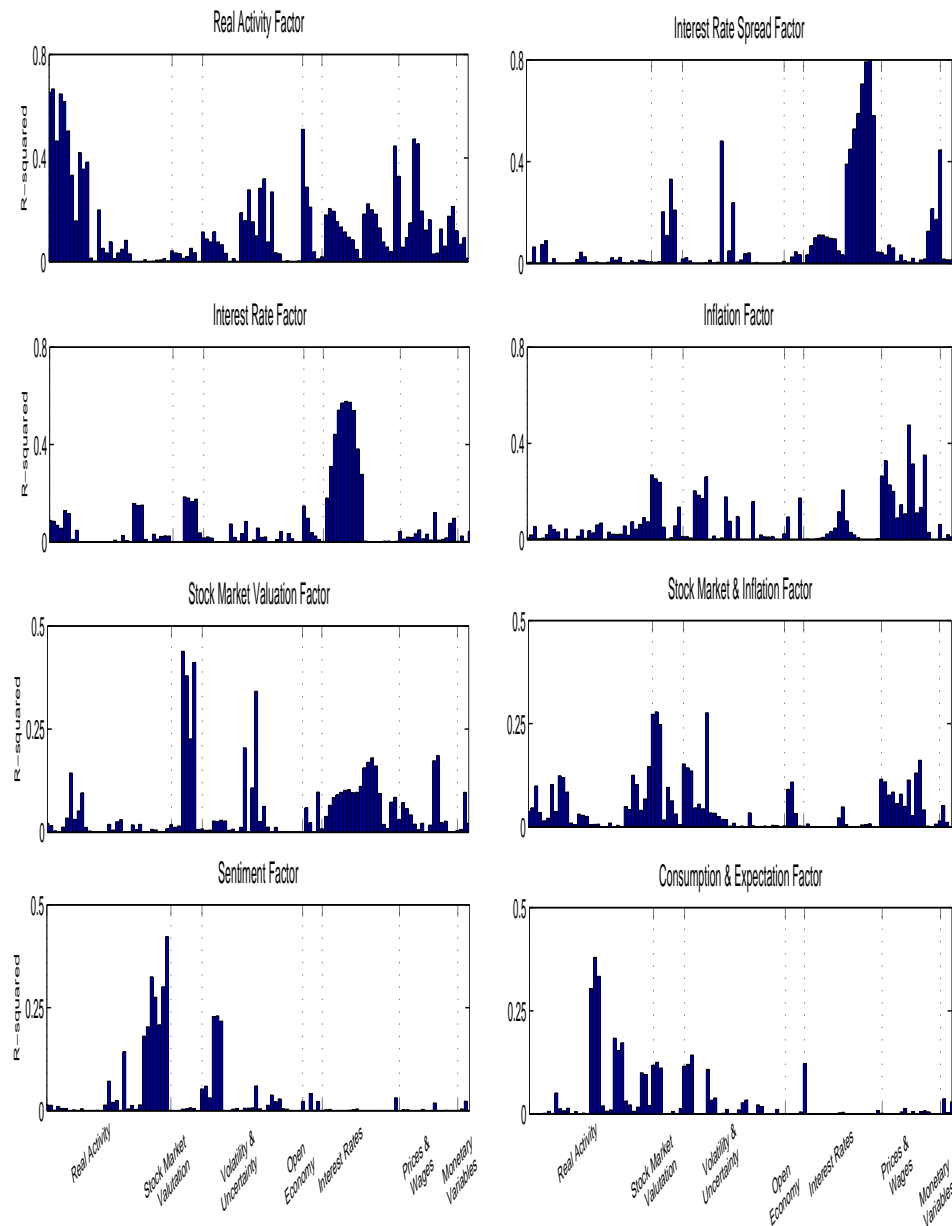 Real Activity Factor
Interest Rate Spread Factor
0.8
0.4
0
R-squared
0.8
0.4
0
Interest Rate Factor
Inflation Factor
0.8
0.4
0
R-squared
0.8
0.4
0
Stock Market Valuation Factor
Stock Market & Inflation Factor
0.5
0.25
0
R-squared
0.5
0.25
0
Sentiment Factor
Consumption & Expectation Factor
0.5
0.25
0
R-squared
0.5
0.25
0
Real Activity
Stock Market
Valutation
Volatility &
Uncertainty
Open
Economy
Interest Rates
Prices &
Wages
Monetary
Variables
Real Activity
Stock Market
Valutation
Volatility &
Uncertainty
Open
Economy
Interest Rates
Prices &
Wages
Monetary
Variables